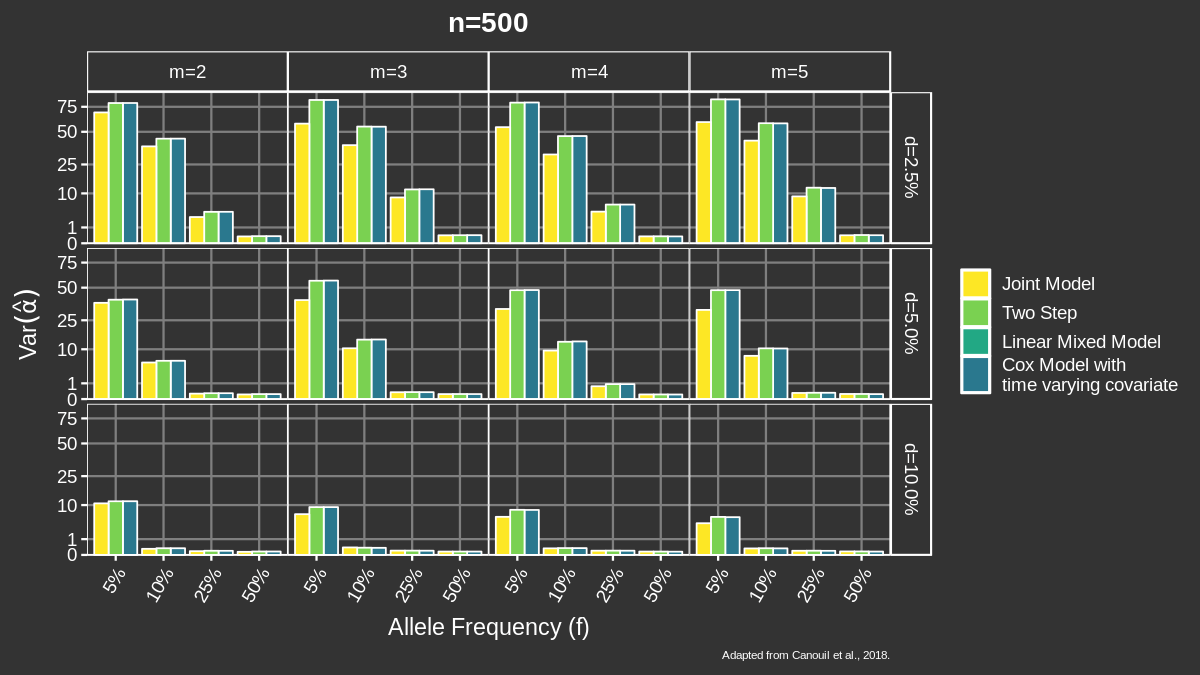 n=500
m=2
m=3
m=4
m=5
75
50
25
10
1
0
d=2.5%
75
50
25
10
1
0
d=5.0%
75
50
25
10
1
0
d=10.0%
Var(α̂)
5%
10%
25%
50%
5%
10%
25%
50%
5%
10%
25%
50%
5%
10%
25%
50%
Allele Frequency (f)
Joint Model
Two Step
Linear Mixed Model
Cox Model with
time varying covariate
Adapted from Canouil et al., 2018.